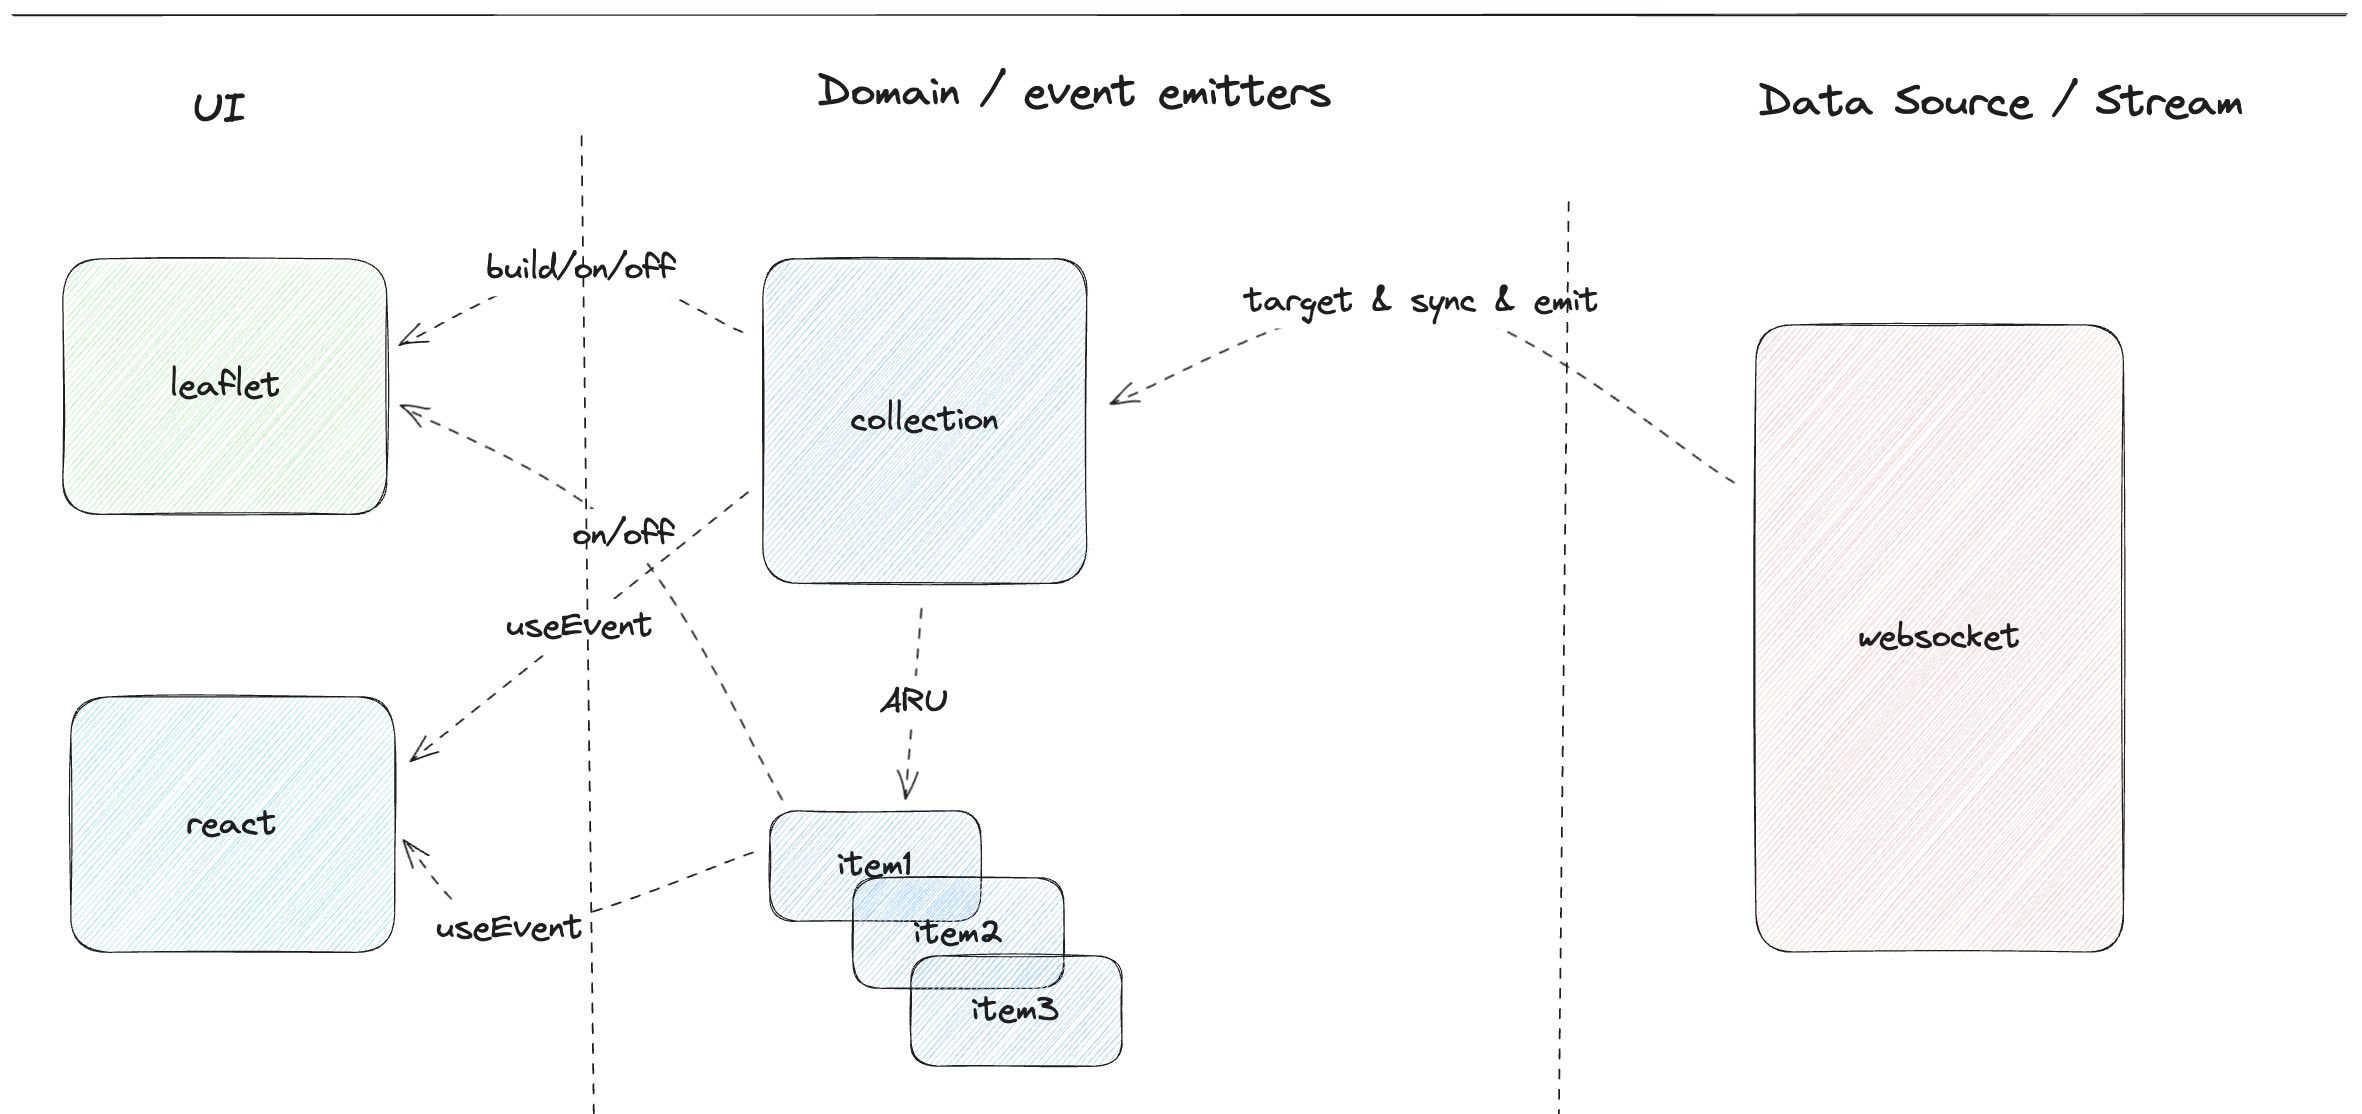 UI
Domain / event emitters
Data Source / Stream
build/on/off
target & sync & emit
leaflet
collection
on/off
useEvent
websocket
ARU
react
item1
useEvent
item2
item3